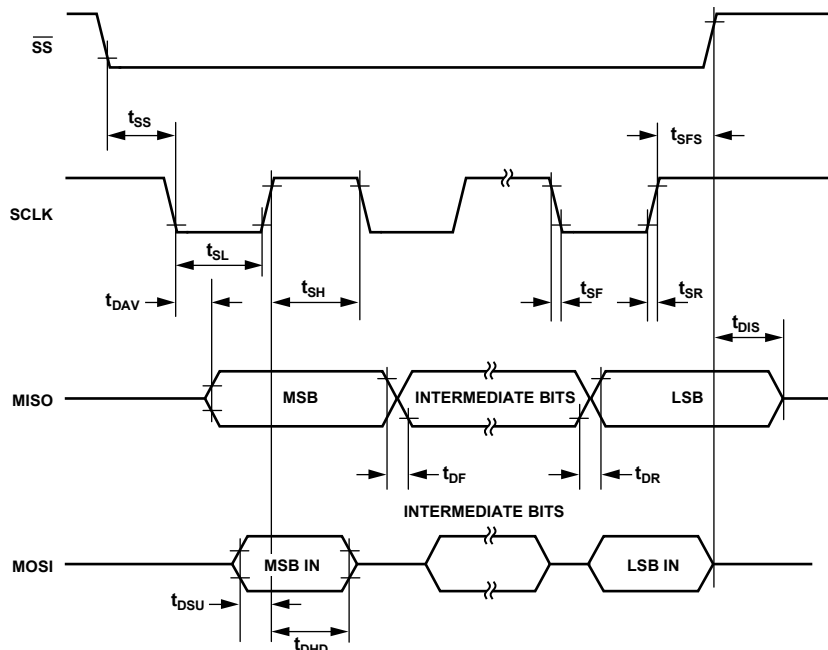 SS
tSS
tSFS
SCLK
tSL
tSH
tSF
tSR
tDAV
tDIS
MISO
MSB
INTERMEDIATE BITS
LSB
tDF
tDR
INTERMEDIATE BITS
MOSI
MSB IN
LSB IN
tDSU
tDHD